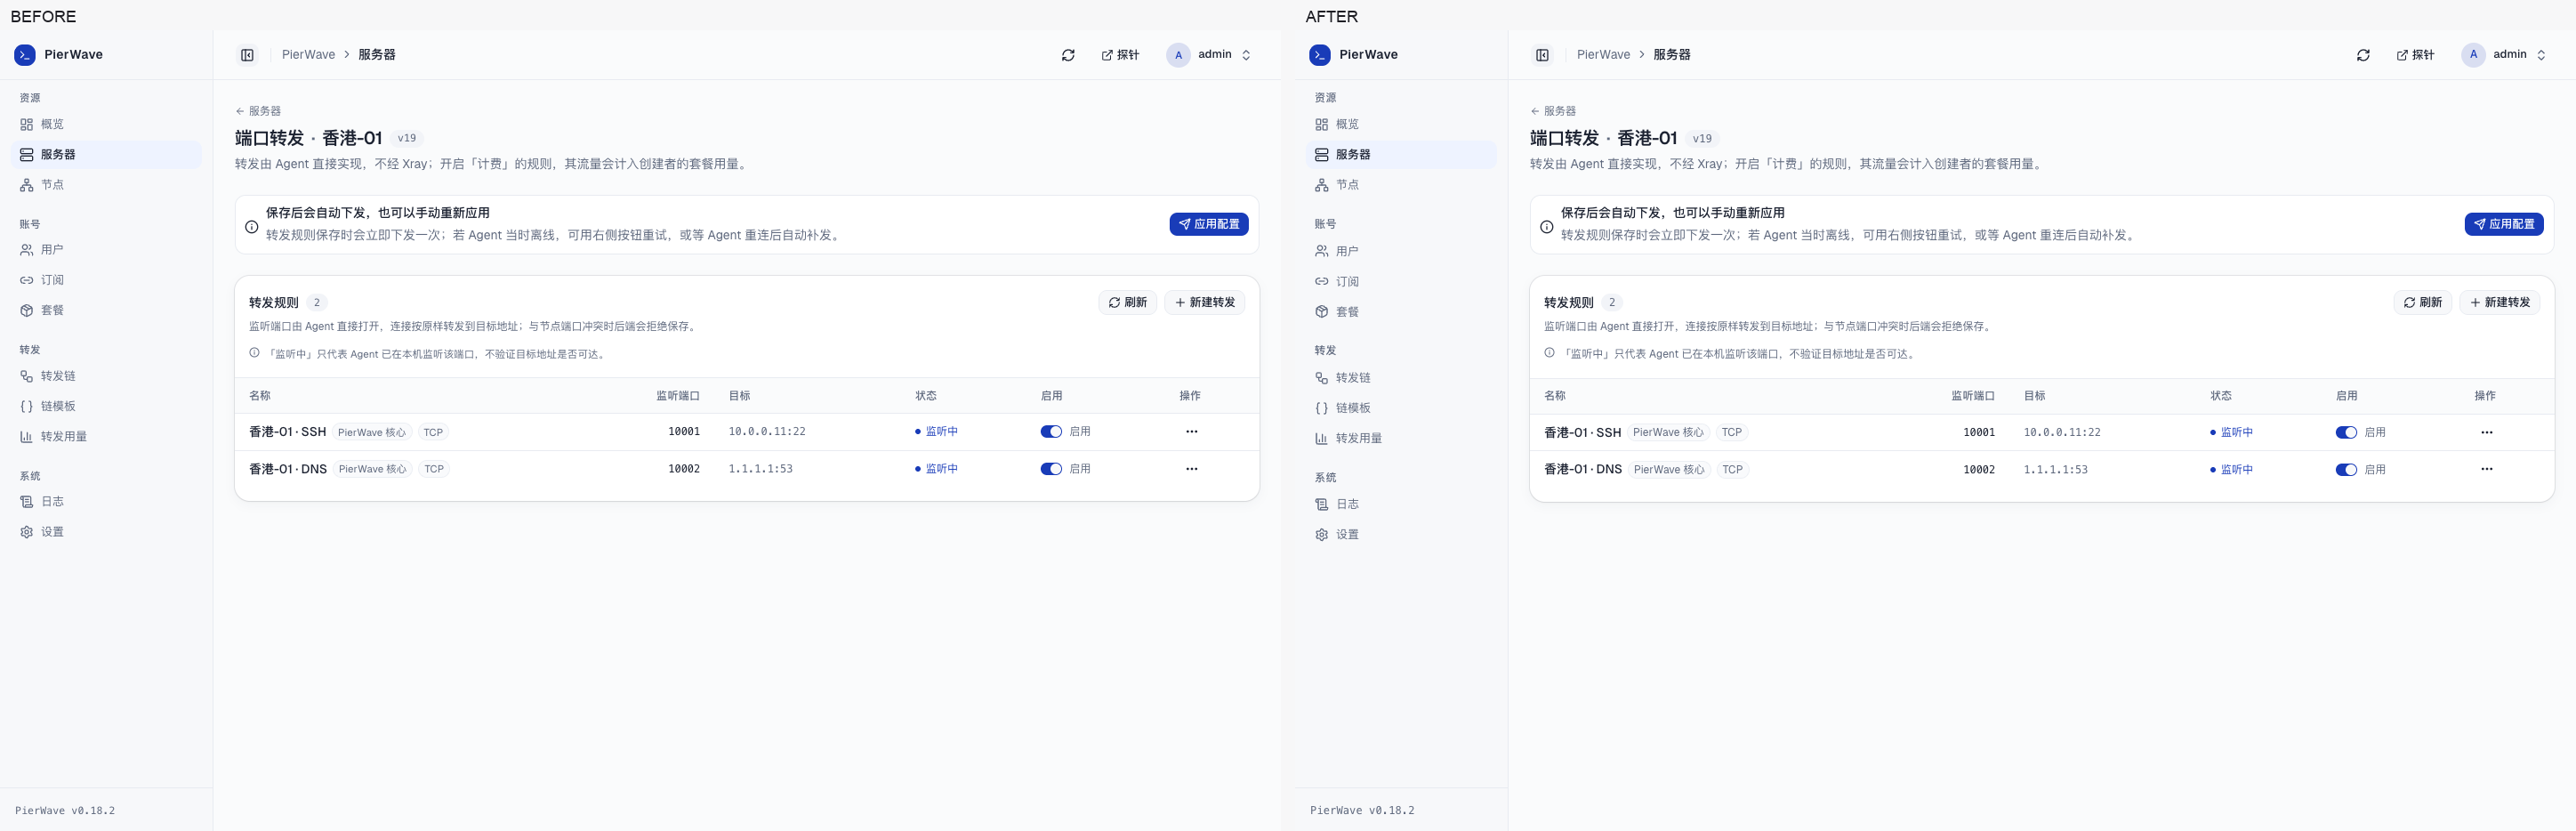 BEFORE
PierWave
PierWave > 服务器
探针
A admin
资源
概览
服务器
节点
账号
用户
订阅
套餐
转发
转发链
链模板
转发用量
系统
日志
设置
PierWave v0.18.2
← 服务器
端口转发 · 香港-01 v19
转发由 Agent 直接实现，不经 Xray；开启「计费」的规则，其流量会计入创建者的套餐用量。
保存后会自动下发，也可以手动重新应用
转发规则保存时会立即下发一次；若 Agent 当时离线，可用右侧按钮重试，或等 Agent 重连后自动补发。
应用配置
转发规则 2
刷新
+ 新建转发
监听端口由 Agent 直接打开，连接按原样转发到目标地址；与节点端口冲突时后端会拒绝保存。
「监听中」只代表 Agent 已在本机监听该端口，不验证目标地址是否可达。
名称 监听端口 目标 状态 启用 操作
香港-01 · SSH PierWave 核心 TCP 10001 10.0.0.11:22 监听中 启用 ···
香港-01 · DNS PierWave 核心 TCP 10002 1.1.1.1:53 监听中 启用 ···
AFTER
PierWave
PierWave > 服务器
探针
A admin
资源
概览
服务器
节点
账号
用户
订阅
套餐
转发
转发链
链模板
转发用量
系统
日志
设置
PierWave v0.18.2
← 服务器
端口转发 · 香港-01 v19
转发由 Agent 直接实现，不经 Xray；开启「计费」的规则，其流量会计入创建者的套餐用量。
保存后会自动下发，也可以手动重新应用
转发规则保存时会立即下发一次；若 Agent 当时离线，可用右侧按钮重试，或等 Agent 重连后自动补发。
应用配置
转发规则 2
刷新
+ 新建转发
监听端口由 Agent 直接打开，连接按原样转发到目标地址；与节点端口冲突时后端会拒绝保存。
「监听中」只代表 Agent 已在本机监听该端口，不验证目标地址是否可达。
名称 监听端口 目标 状态 启用 操作
香港-01 · SSH PierWave 核心 TCP 10001 10.0.0.11:22 监听中 启用 ···
香港-01 · DNS PierWave 核心 TCP 10002 1.1.1.1:53 监听中 启用 ···